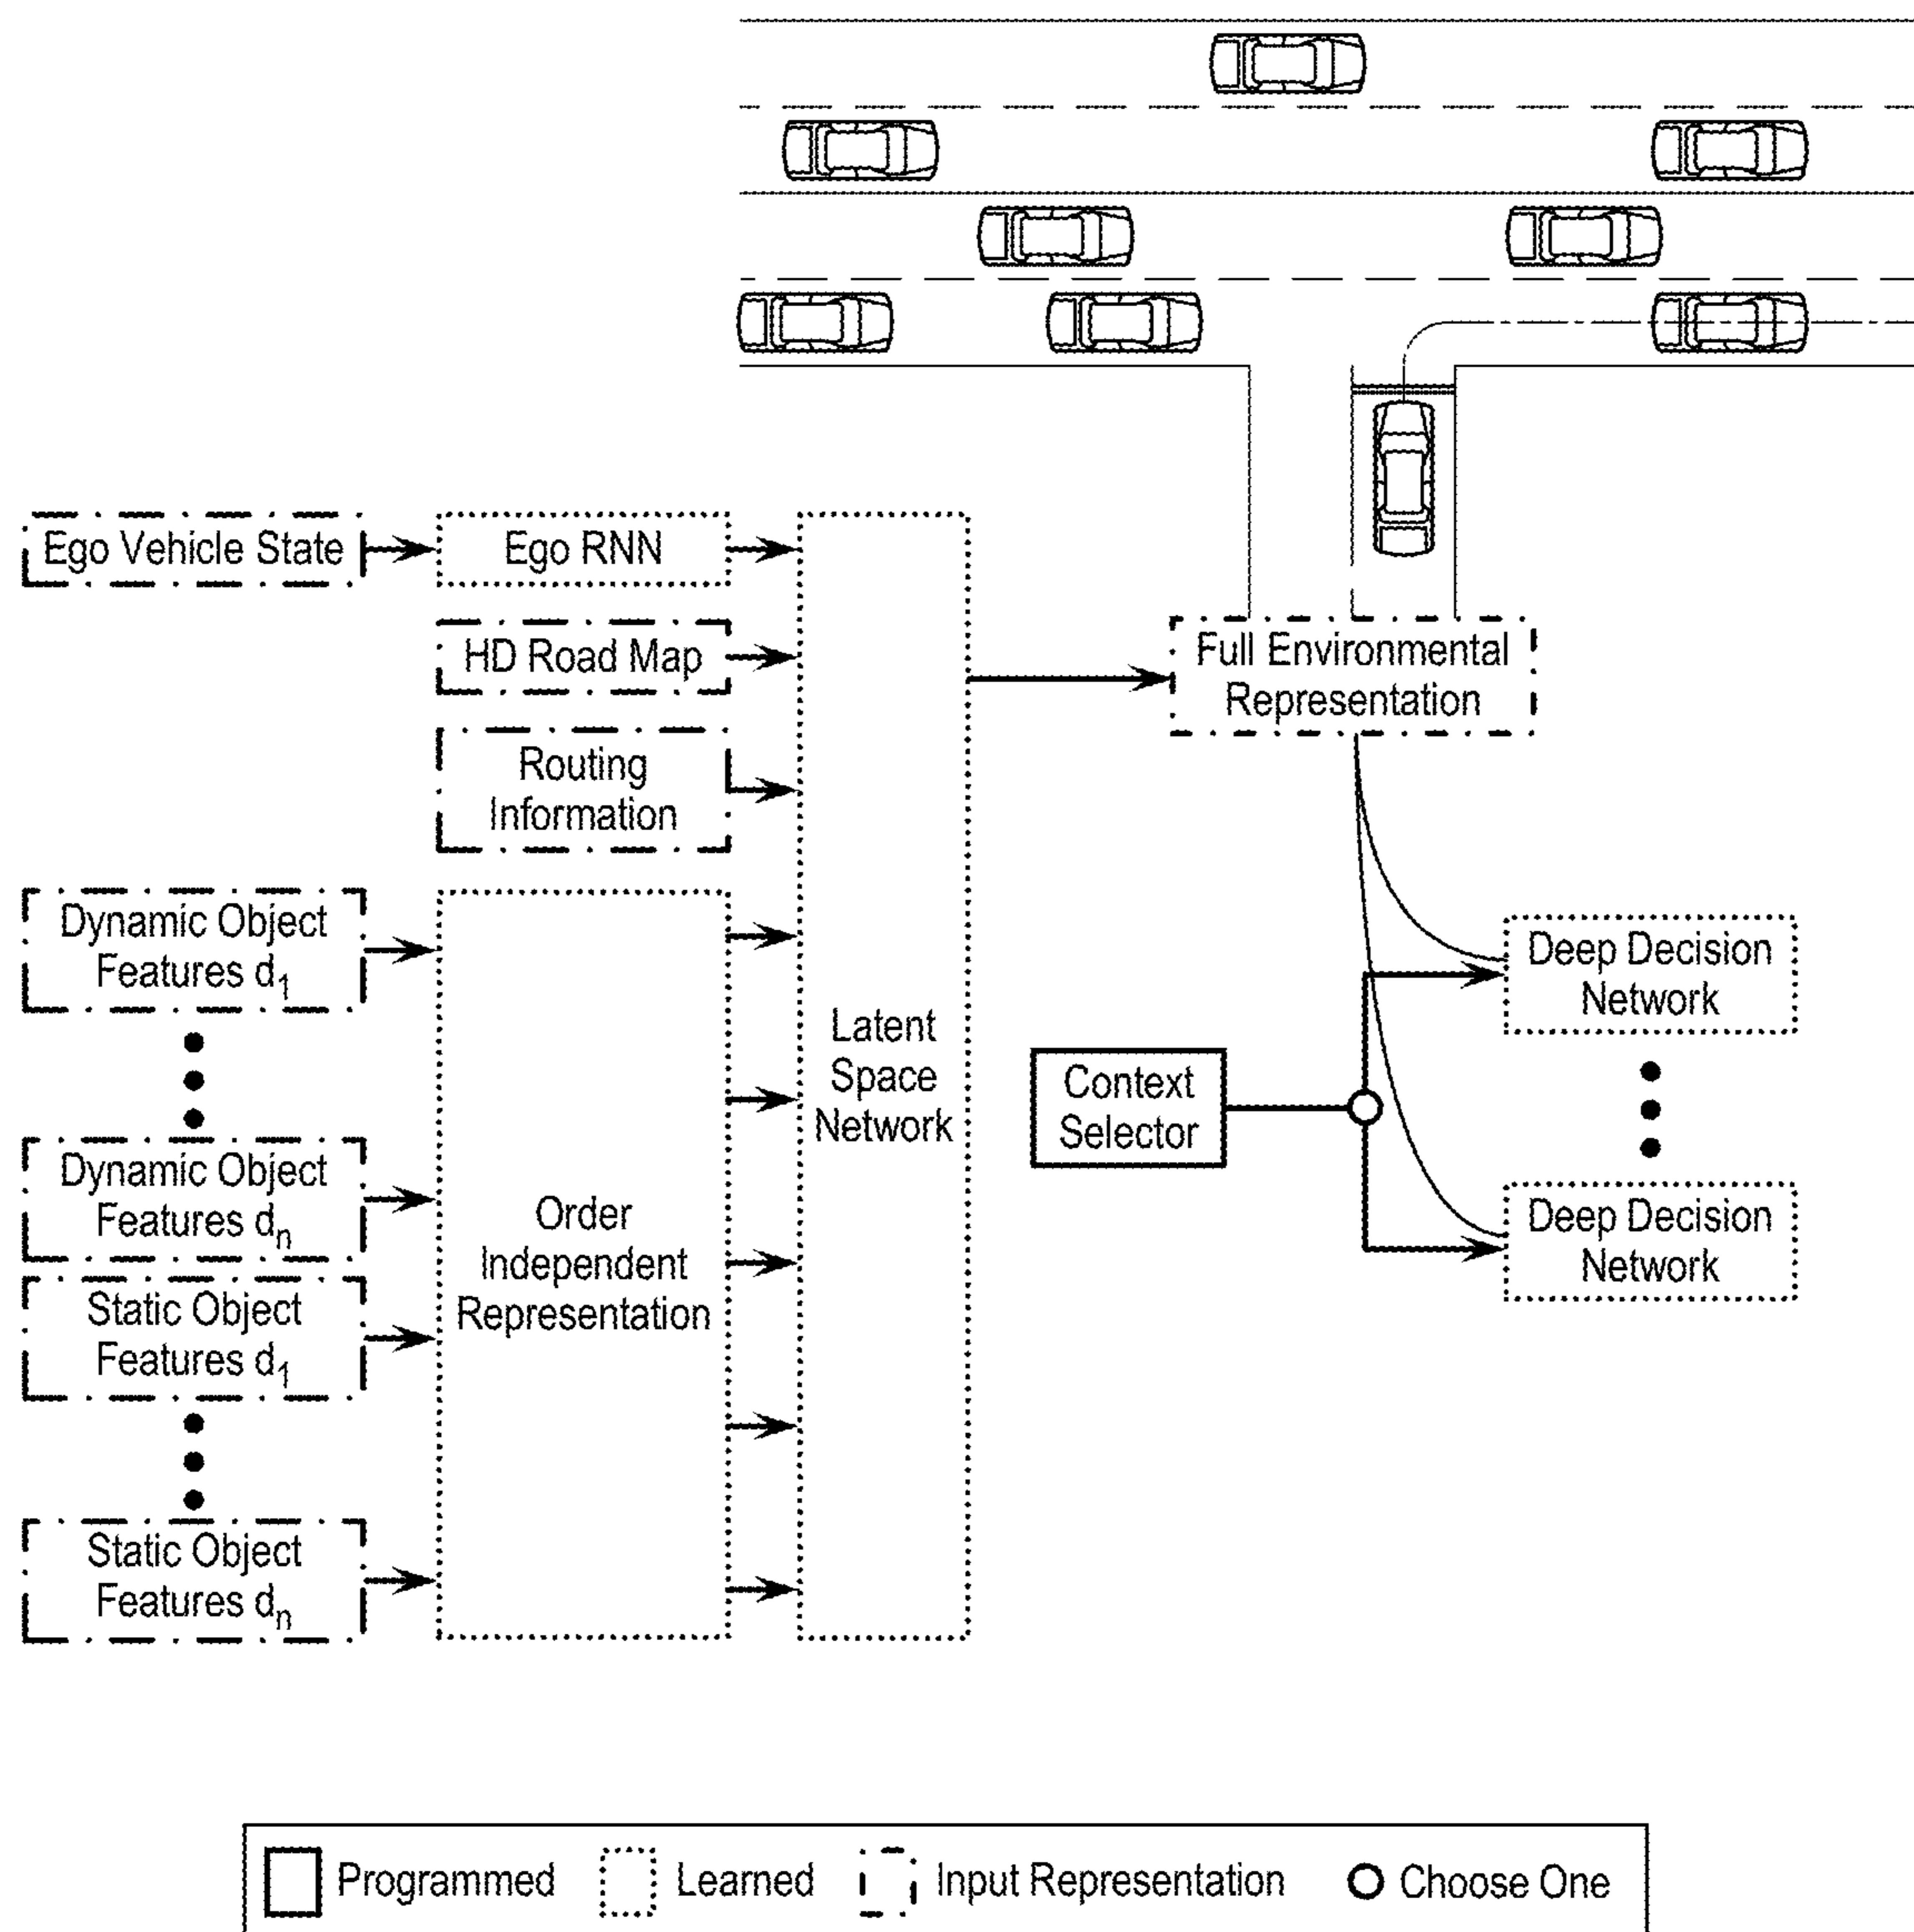 Ego Vehicle State
Ego RNN
HD Road Map
Routing
Information
Full Environmental
Representation
Dynamic Object
Features d₁
Dynamic Object
Features dₙ
Static Object
Features d₁
Static Object
Features dₙ
Order
Independent
Representation
Latent
Space
Network
Context
Selector
Deep Decision
Network
Deep Decision
Network
Programmed
Learned
Input Representation
Choose One